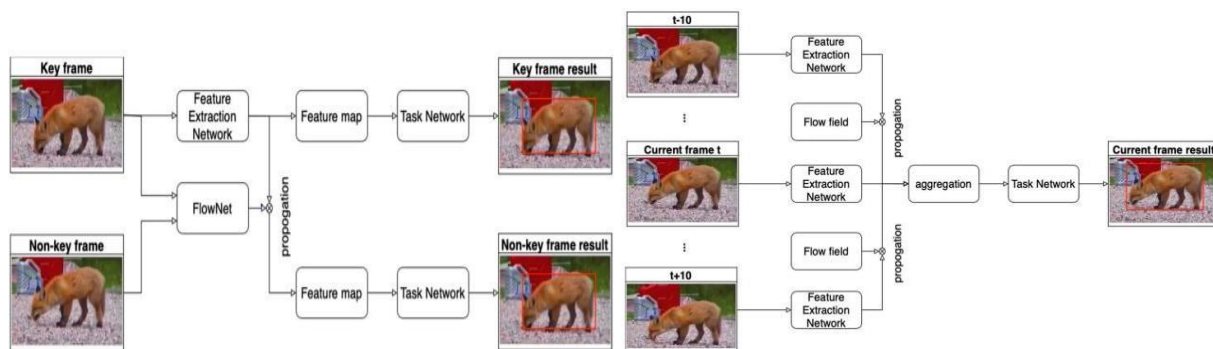 Key frame
Feature
Extraction
Network
Feature map
Task Network
Key frame result
FlowNet
propogation
Non-key frame
Feature map
Task Network
Non-key frame result
t-10
Feature
Extraction
Network
...
Flow field
propogation
Current frame t
Feature
Extraction
Network
aggregation
Task Network
Current frame result
...
Flow field
propogation
t+10
Feature
Extraction
Network